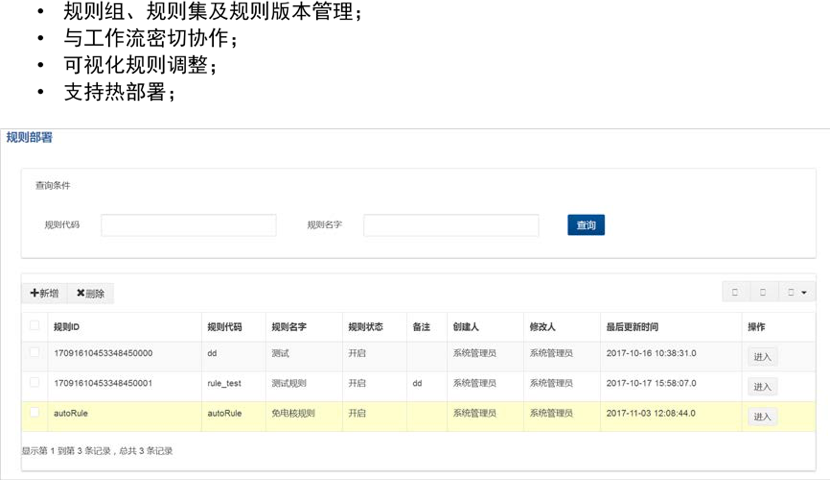 • 规则组、规则集及规则版本管理；
• 与工作流密切协作；
• 可视化规则调整；
• 支持热部署；
规则部署
查询条件
规则代码 规则名字 查询
新增 删除
规则ID 规则代码 规则名字 规则状态 备注 创建人 修改人 最后更新时间 操作
17091610453348450000 dd 测试 开启 系统管理员 系统管理员 2017-10-16 10:38:31.0 进入
17091610453348450001 rule_test 测试规则 开启 dd 系统管理员 系统管理员 2017-10-17 15:58:07.0 进入
autoRule autoRule 免电核规则 开启 系统管理员 系统管理员 2017-11-03 12:08:44.0 进入
显示第 1 到第 3 条记录，总共 3 条记录